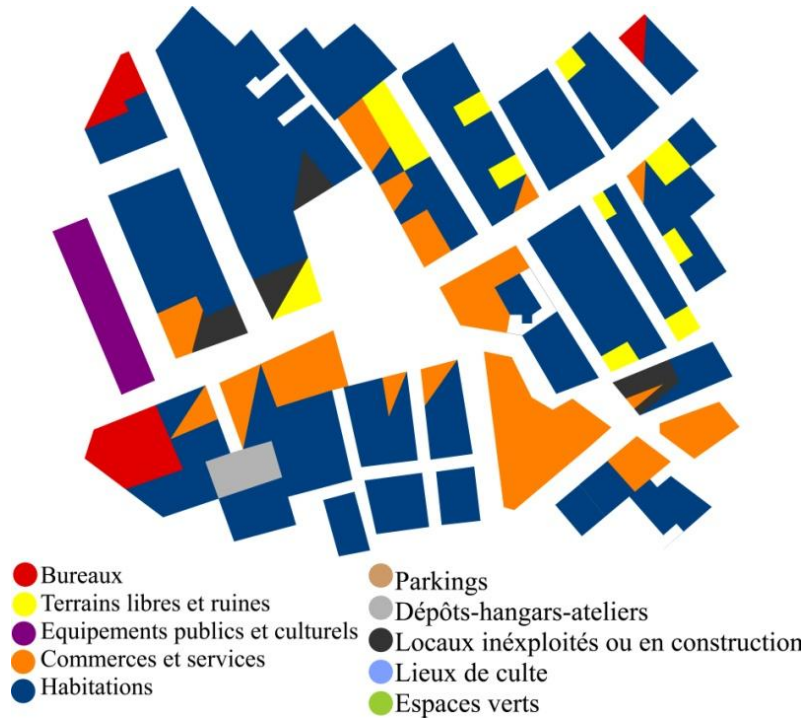 Bureaux
Terrains libres et ruines
Equipements publics et culturels
Commerces et services
Habitations
Parkings
Dépôts-hangars-ateliers
Locaux inéxploités ou en construction
Lieux de culte
Espaces verts